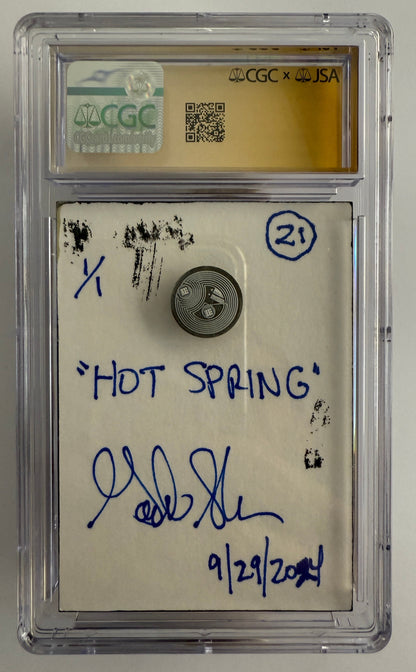 CGC x JSA
CGC
21
1/1
"HOT SPRING"
9/29/2024